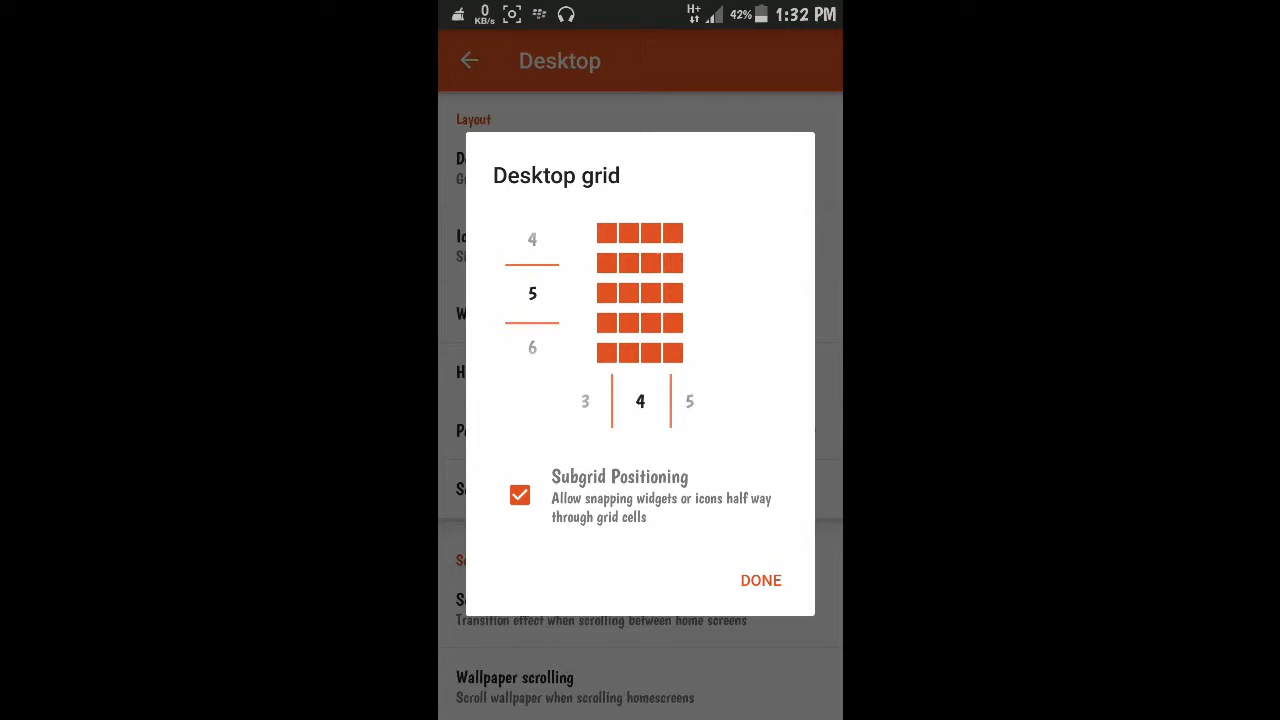 0
KB/s
H+
42%
1:32 PM
Desktop
Layout
Desktop grid
4
5
6
3
4
5
Subgrid Positioning
Allow snapping widgets or icons half way
through grid cells
DONE
Transition effect when scrolling between home screens
Wallpaper scrolling
Scroll wallpaper when scrolling homescreens